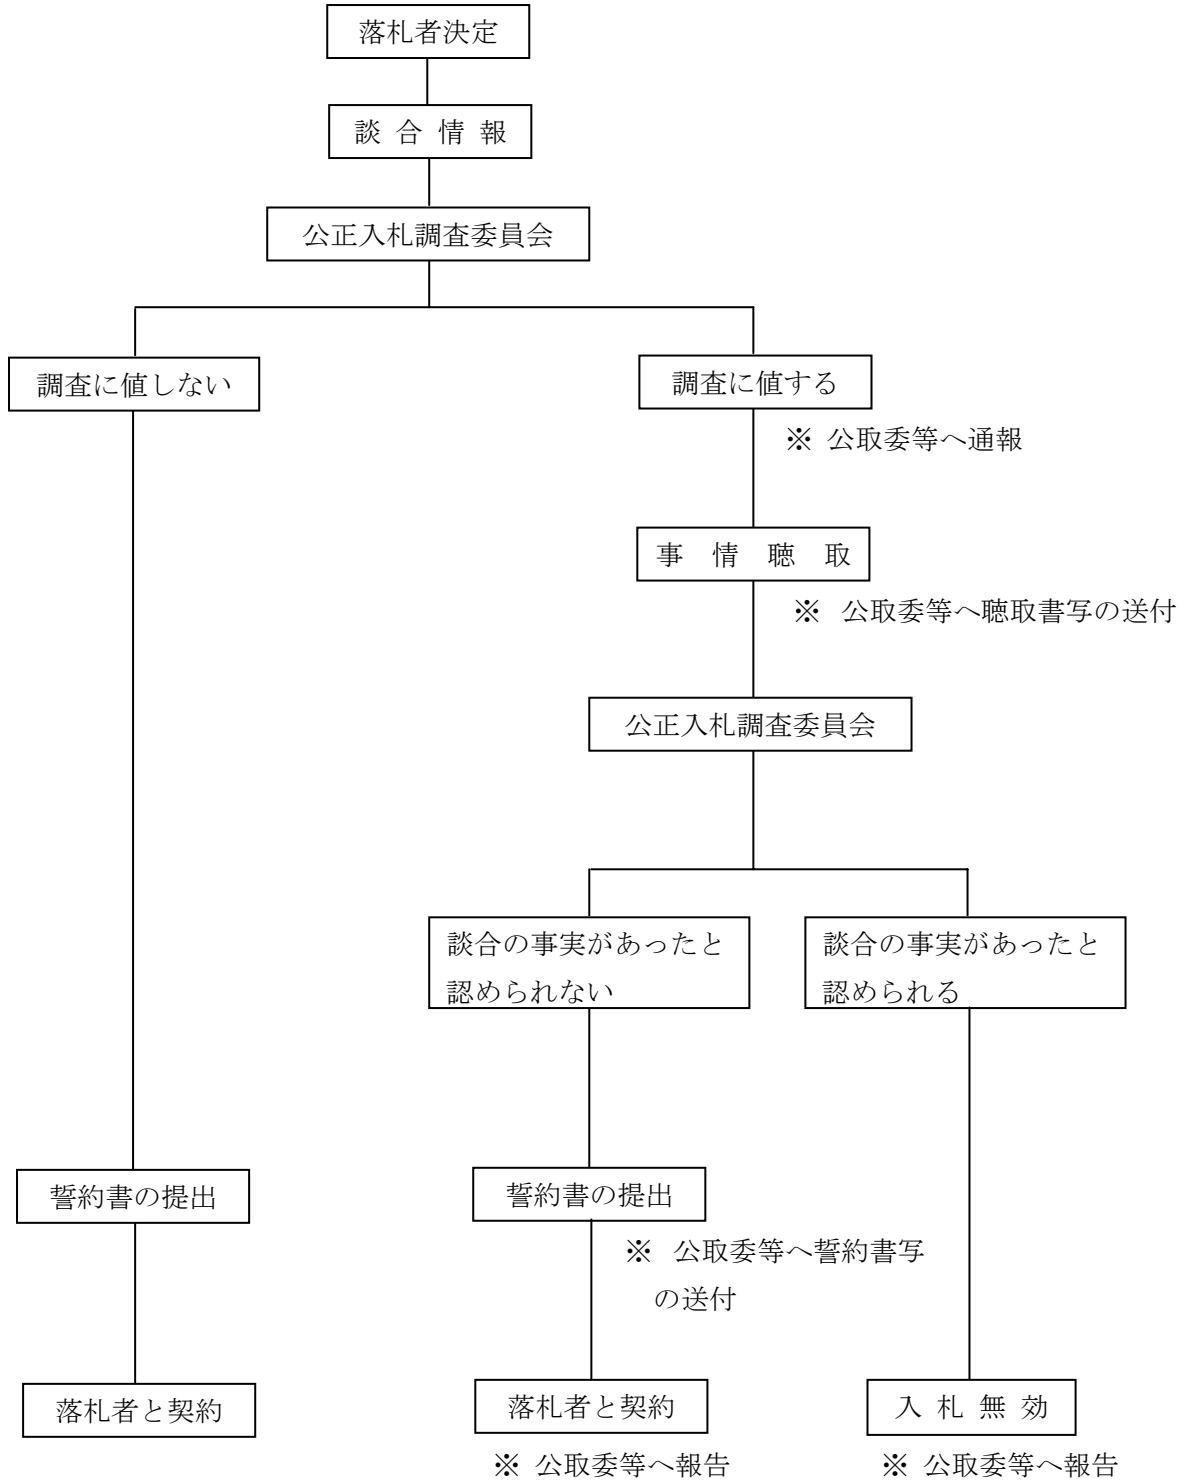 落札者決定
談 合 情 報
公正入札調査委員会
調査に値しない
調査に値する
※ 公取委等へ通報
事 情 聴 取
※ 公取委等へ聴取書写の送付
公正入札調査委員会
談合の事実があったと
認められない
談合の事実があったと
認められる
誓約書の提出
誓約書の提出
※ 公取委等へ誓約書写
の送付
落札者と契約
落札者と契約
入 札 無 効
※ 公取委等へ報告
※ 公取委等へ報告